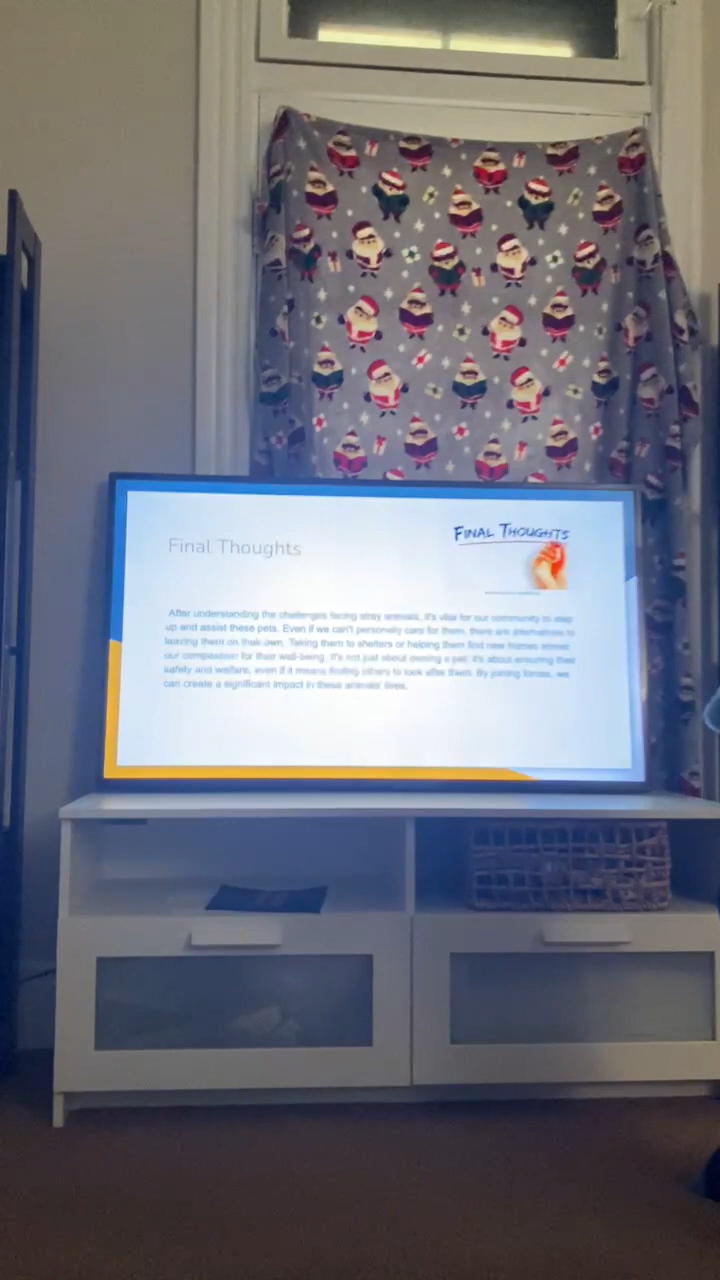 Final Thoughts
FINAL THOUGHTS
After understanding the challenges facing stray animals, it's vital for our community to step
up and assist these pets. Even if we can't personally care for them, there are alternatives to
leaving them on their own. Taking them to shelters or helping them find new homes
our compassion for their well-being. It's not just about owning a pet; it's about ensuring their
safety and welfare, even if it means finding others to look after them. By joining forces, we
can create a significant impact in these animals' lives.